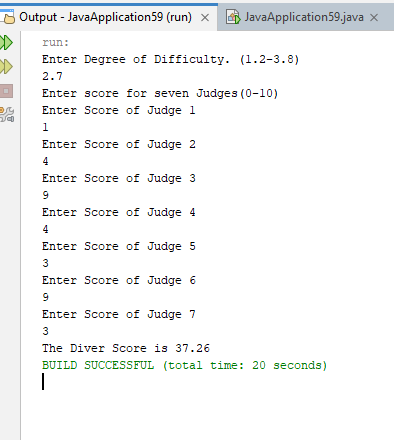 Output - JavaApplication59 (run) × JavaApplication59.java ×
run:
Enter Degree of Difficulty. (1.2-3.8)
2.7
Enter score for seven Judges(0-10)
Enter Score of Judge 1
1
Enter Score of Judge 2
4
Enter Score of Judge 3
9
Enter Score of Judge 4
4
Enter Score of Judge 5
3
Enter Score of Judge 6
9
Enter Score of Judge 7
3
The Diver Score is 37.26
BUILD SUCCESSFUL (total time: 20 seconds)